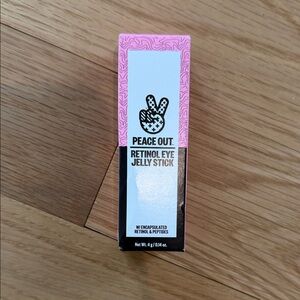 PEACE OUT.
RETINOL EYE
JELLY STICK
W/ ENCAPSULATED
RETINOL & PEPTIDES
Net Wt. 4 g / 0.14 oz.